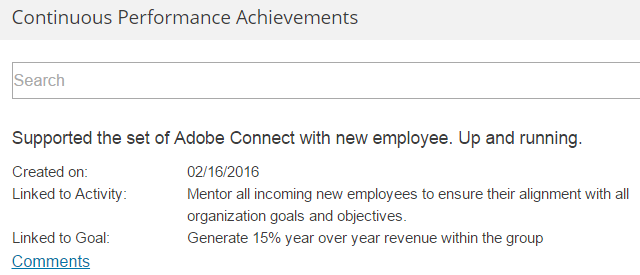 Continuous Performance Achievements
Search
Supported the set of Adobe Connect with new employee. Up and running.
Created on: 02/16/2016
Linked to Activity: Mentor all incoming new employees to ensure their alignment with all
organization goals and objectives.
Linked to Goal: Generate 15% year over year revenue within the group
Comments